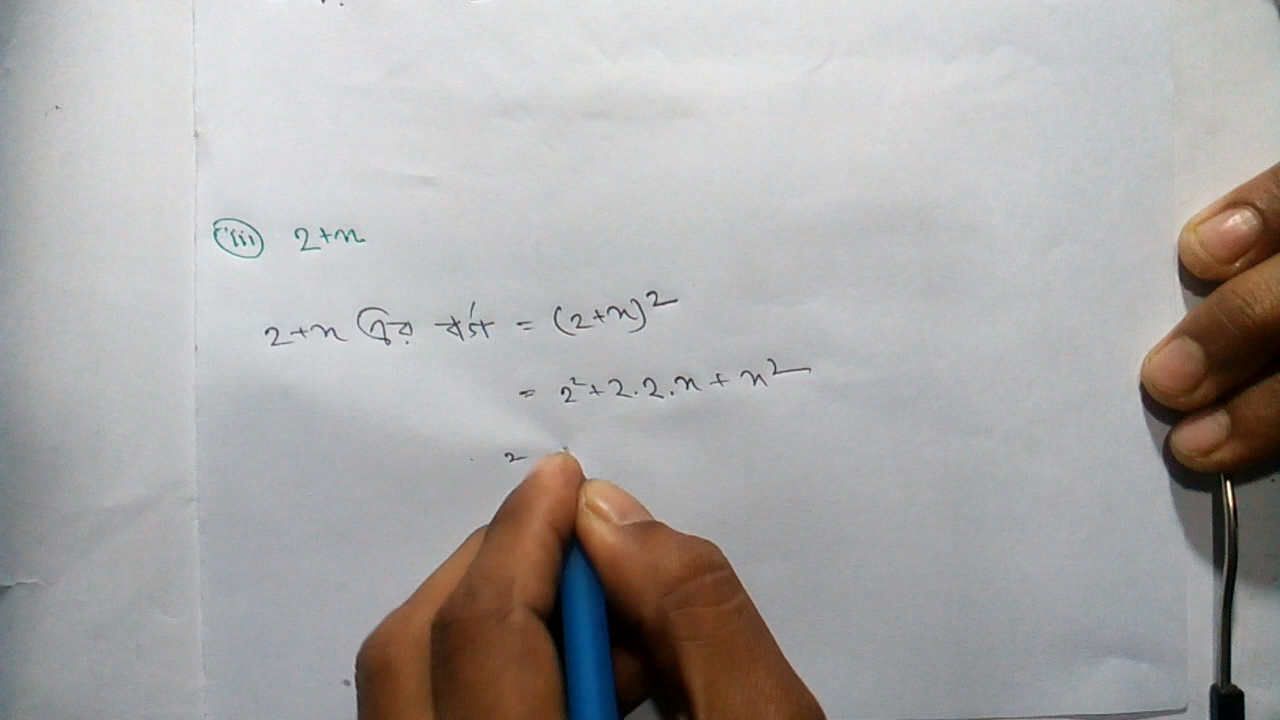 (iii) 2+x
2+x এর বর্গ = (2+x)²
= 2²+2.2.x+x²
=